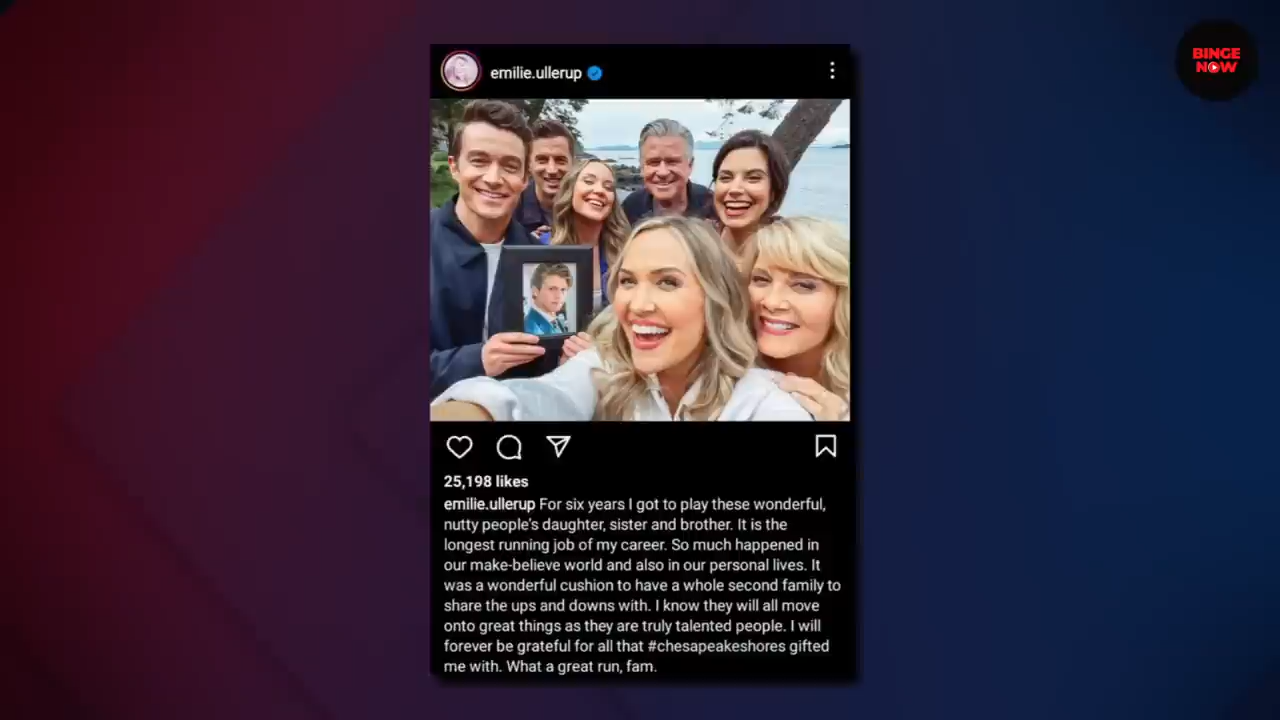 BINGE
NOW
emilie.ullerup
25,198 likes
emilie.ullerup For six years I got to play these wonderful,
nutty people's daughter, sister and brother. It is the
longest running job of my career. So much happened in
our make-believe world and also in our personal lives. It
was a wonderful cushion to have a whole second family to
share the ups and downs with. I know they will all move
onto great things as they are truly talented people. I will
forever be grateful for all that #chesapeakeshores gifted
me with. What a great run, fam.